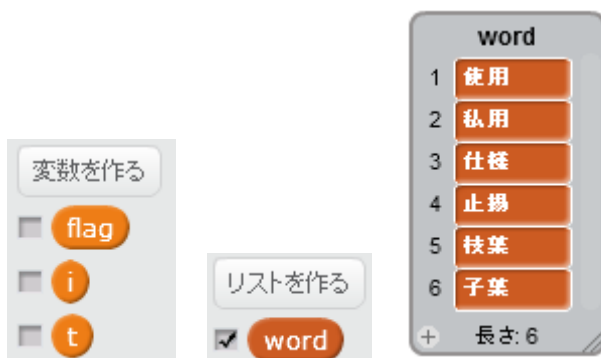 変数を作る
flag
i
t
リストを作る
word
word
1 使用
2 私用
3 仕様
4 止揚
5 枝葉
6 子葉
+ 長さ: 6